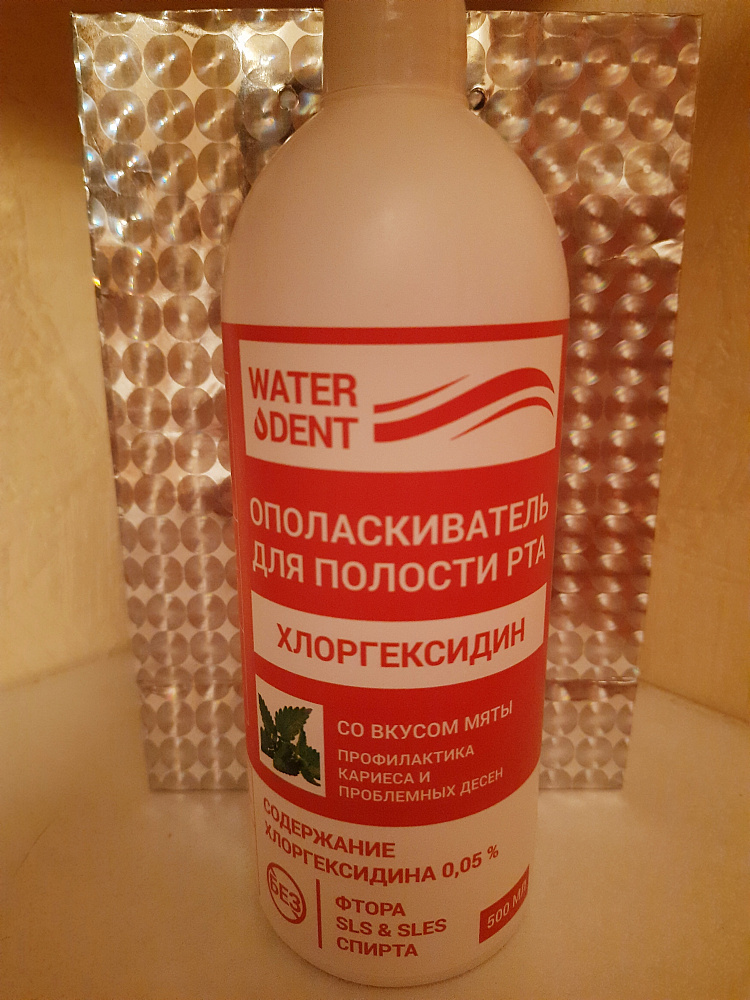 WATER
DENT
ОПОЛАСКИВАТЕЛЬ
ДЛЯ ПОЛОСТИ РТА
ХЛОРГЕКСИДИН
СО ВКУСОМ МЯТЫ
ПРОФИЛАКТИКА
КАРИЕСА И
ПРОБЛЕМНЫХ ДЕСЕН
СОДЕРЖАНИЕ
ХЛОРГЕКСИДИНА 0,05 %
БЕЗ
ФТОРА
SLS & SLES
СПИРТА
500 МЛ